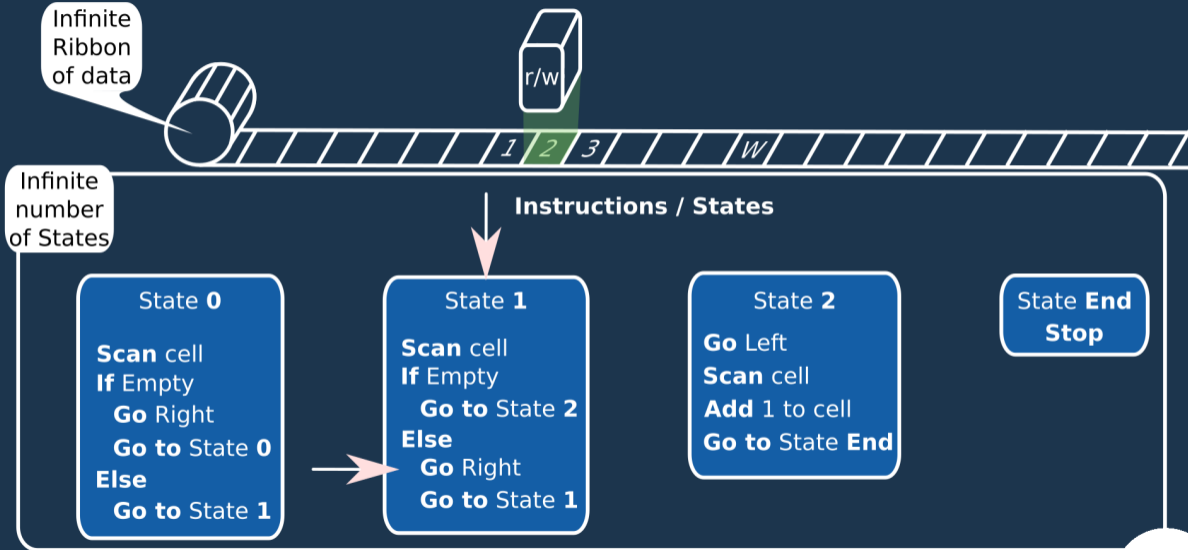 Infinite
Ribbon
of data
r/w
1 2 3 W
Infinite
number
of States
Instructions / States
State 0
Scan cell
If Empty
Go Right
Go to State 0
Else
Go to State 1
State 1
Scan cell
If Empty
Go to State 2
Else
Go Right
Go to State 1
State 2
Go Left
Scan cell
Add 1 to cell
Go to State End
State End
Stop